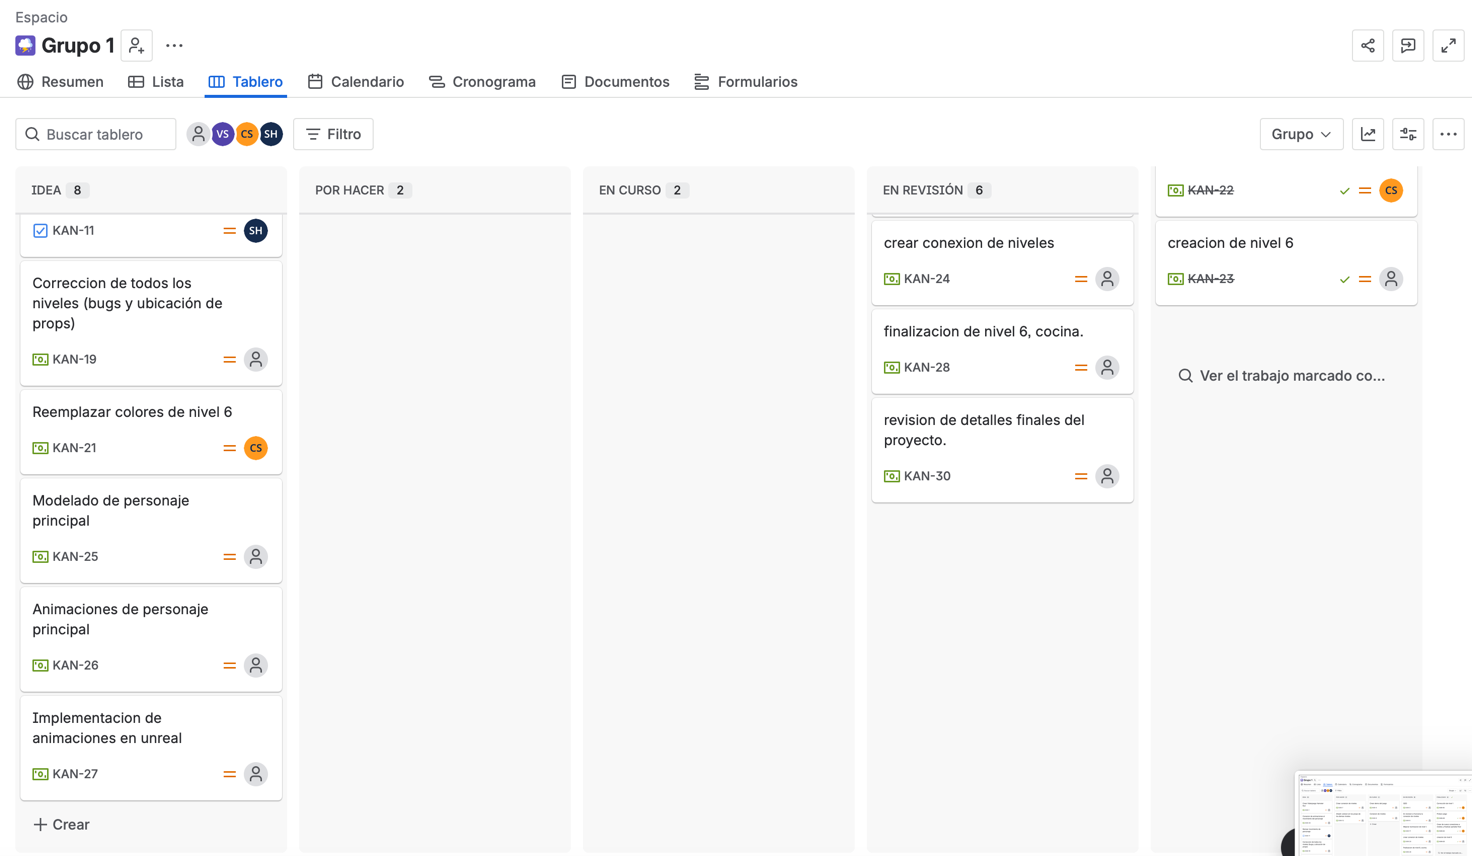 Espacio
Grupo 1
Resumen
Lista
Tablero
Calendario
Cronograma
Documentos
Formularios
Buscar tablero
VS
CS
SH
Filtro
Grupo
IDEA 8
KAN-11
SH
Correccion de todos los
niveles (bugs y ubicación de
props)
KAN-19
Reemplazar colores de nivel 6
KAN-21
CS
Modelado de personaje
principal
KAN-25
Animaciones de personaje
principal
KAN-26
Implementacion de
animaciones en unreal
KAN-27
Crear
POR HACER 2
EN CURSO 2
EN REVISIÓN 6
crear conexion de niveles
KAN-24
finalizacion de nivel 6, cocina.
KAN-28
revision de detalles finales del
proyecto.
KAN-30
KAN-22
CS
creacion de nivel 6
KAN-23
Ver el trabajo marcado co...